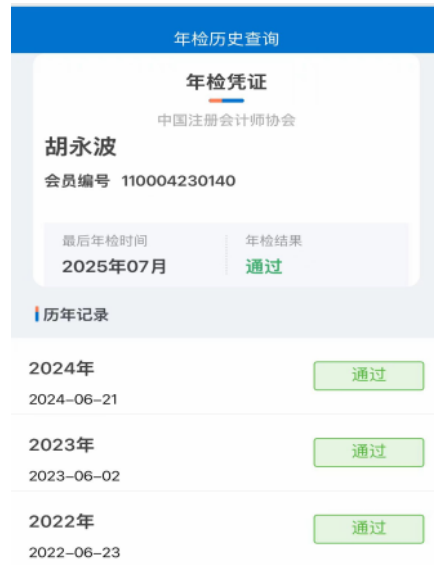 年检历史查询
年检凭证
中国注册会计师协会
胡永波
会员编号 110004230140
最后年检时间 年检结果
2025年07月 通过
历年记录
2024年 通过
2024-06-21
2023年 通过
2023-06-02
2022年 通过
2022-06-23